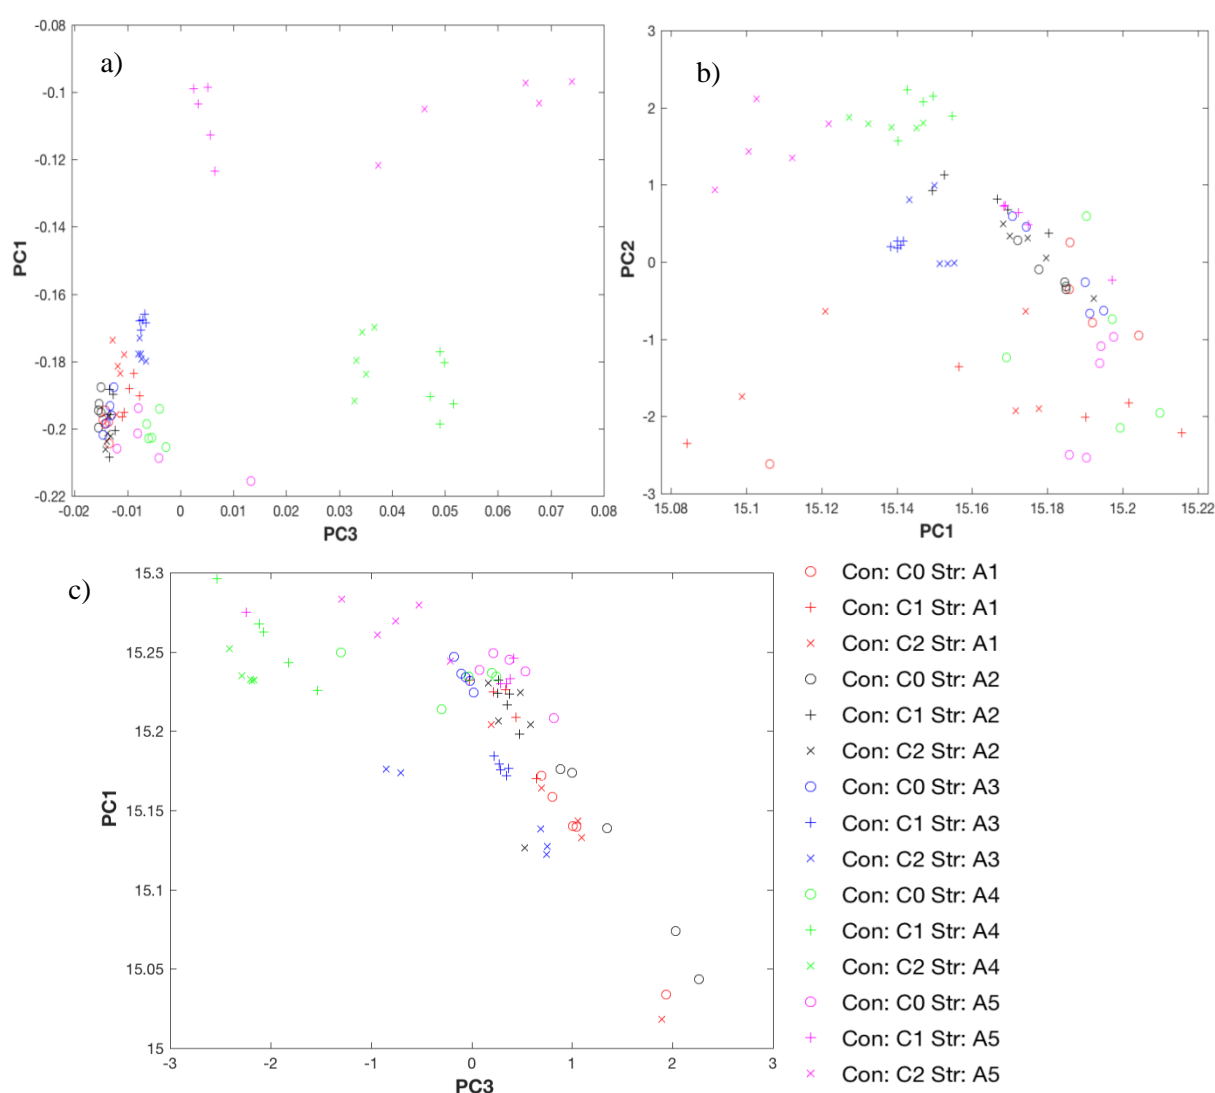 a)
-0.08
-0.1
-0.12
-0.14
-0.16
-0.18
-0.2
-0.22
PC1
-0.02 -0.01 0 0.01 0.02 0.03 0.04 0.05 0.06 0.07 0.08
PC3
b)
3
2
1
0
-1
-2
-3
PC2
15.08 15.1 15.12 15.14 15.16 15.18 15.2 15.22
PC1
c)
15.3
15.25
15.2
15.15
15.1
15.05
15
PC1
-3 -2 -1 0 1 2 3
PC3
Con: C0 Str: A1
Con: C1 Str: A1
Con: C2 Str: A1
Con: C0 Str: A2
Con: C1 Str: A2
Con: C2 Str: A2
Con: C0 Str: A3
Con: C1 Str: A3
Con: C2 Str: A3
Con: C0 Str: A4
Con: C1 Str: A4
Con: C2 Str: A4
Con: C0 Str: A5
Con: C1 Str: A5
Con: C2 Str: A5